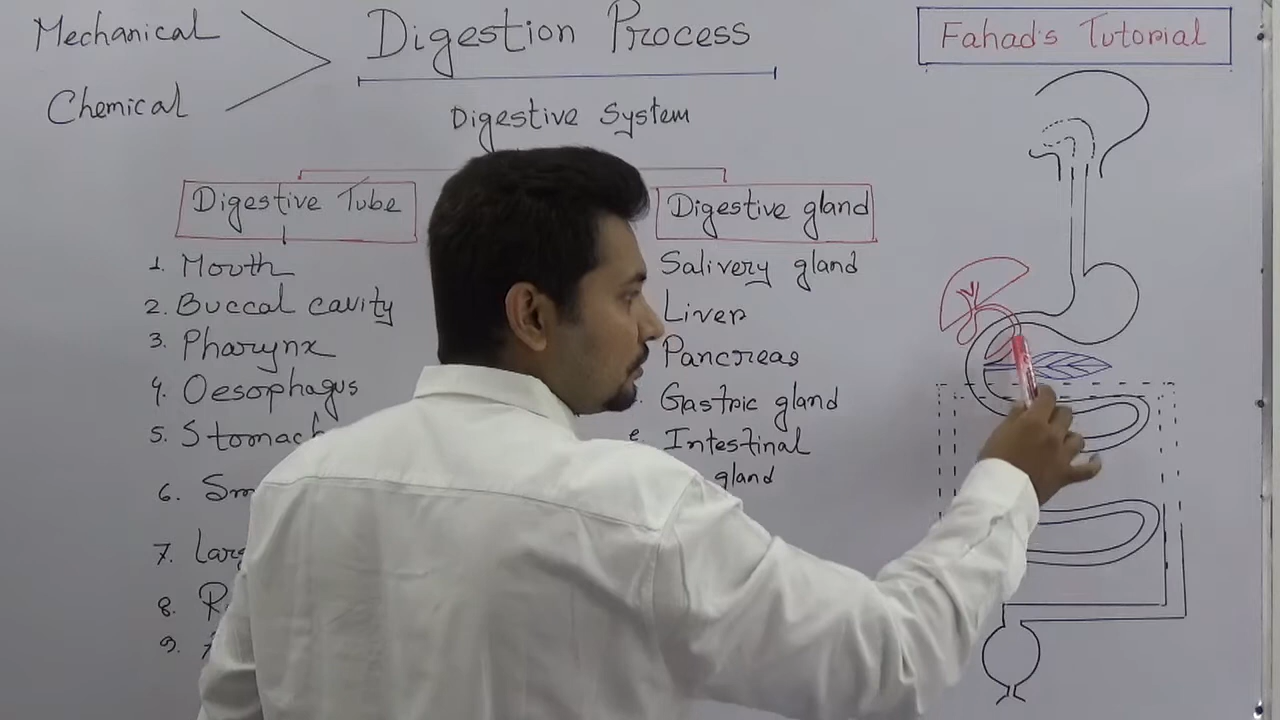 Mechanical
Chemical
Digestion Process
Fahad's Tutorial
Digestive System
Digestive Tube
1. Mouth
2. Buccal cavity
3. Pharynx
4. Oesophagus
5. Stomach
6.
7.
8.
9.
Digestive gland
Salivery gland
Liver
Pancreas
Gastric gland
Intestinal
gland